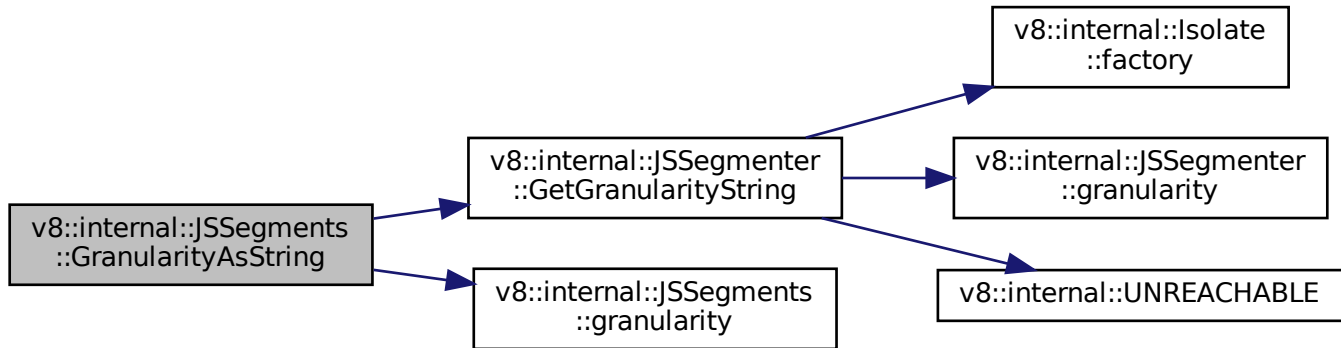 v8::internal::JSSegments
::GranularityAsString
v8::internal::JSSegmenter
::GetGranularityString
v8::internal::JSSegments
::granularity
v8::internal::Isolate
::factory
v8::internal::JSSegmenter
::granularity
v8::internal::UNREACHABLE